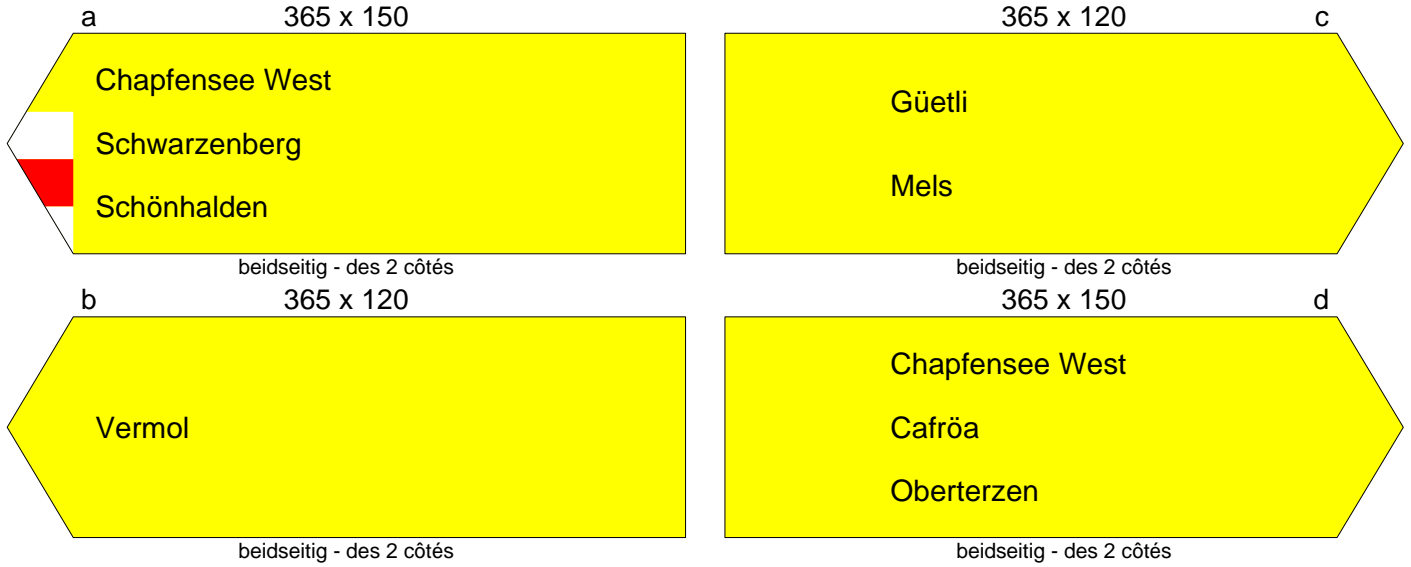 a 365 x 150
Chapfensee West
Schwarzenberg
Schönhalden
beidseitig - des 2 côtés
365 x 120 c
Güetli
Mels
beidseitig - des 2 côtés
b 365 x 120
Vermol
beidseitig - des 2 côtés
365 x 150 d
Chapfensee West
Cafröa
Oberterzen
beidseitig - des 2 côtés